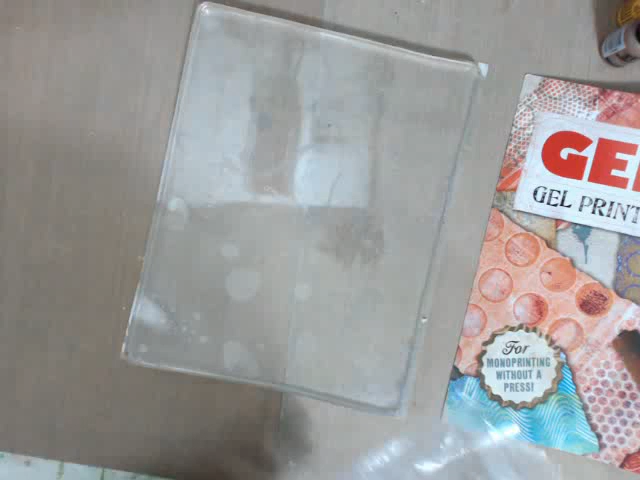 GE
GEL PRINT
For
MONOPRINTING
WITHOUT A
PRESS!